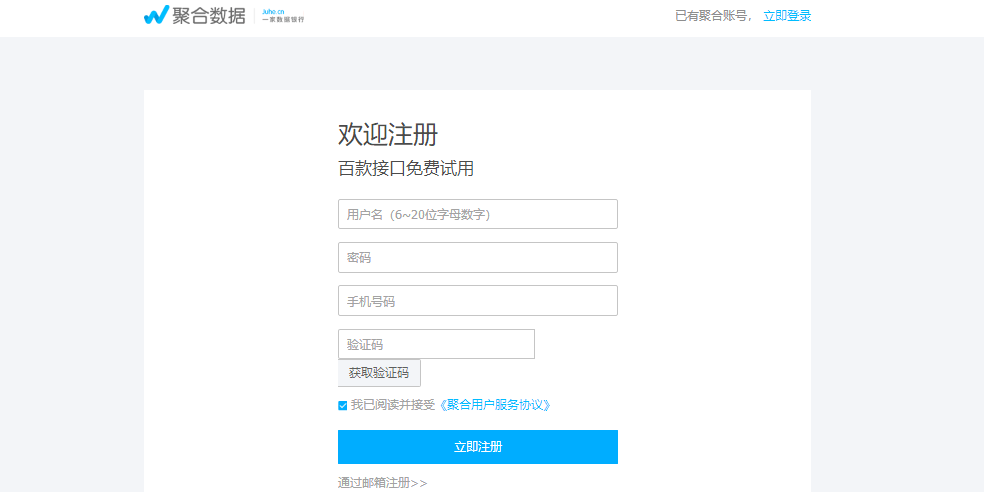 聚合数据
Juhe.cn
一家数据银行
已有聚合账号， 立即登录
欢迎注册
百款接口免费试用
用户名（6~20位字母数字）
密码
手机号码
验证码
获取验证码
我已阅读并接受《聚合用户服务协议》
立即注册
通过邮箱注册>>